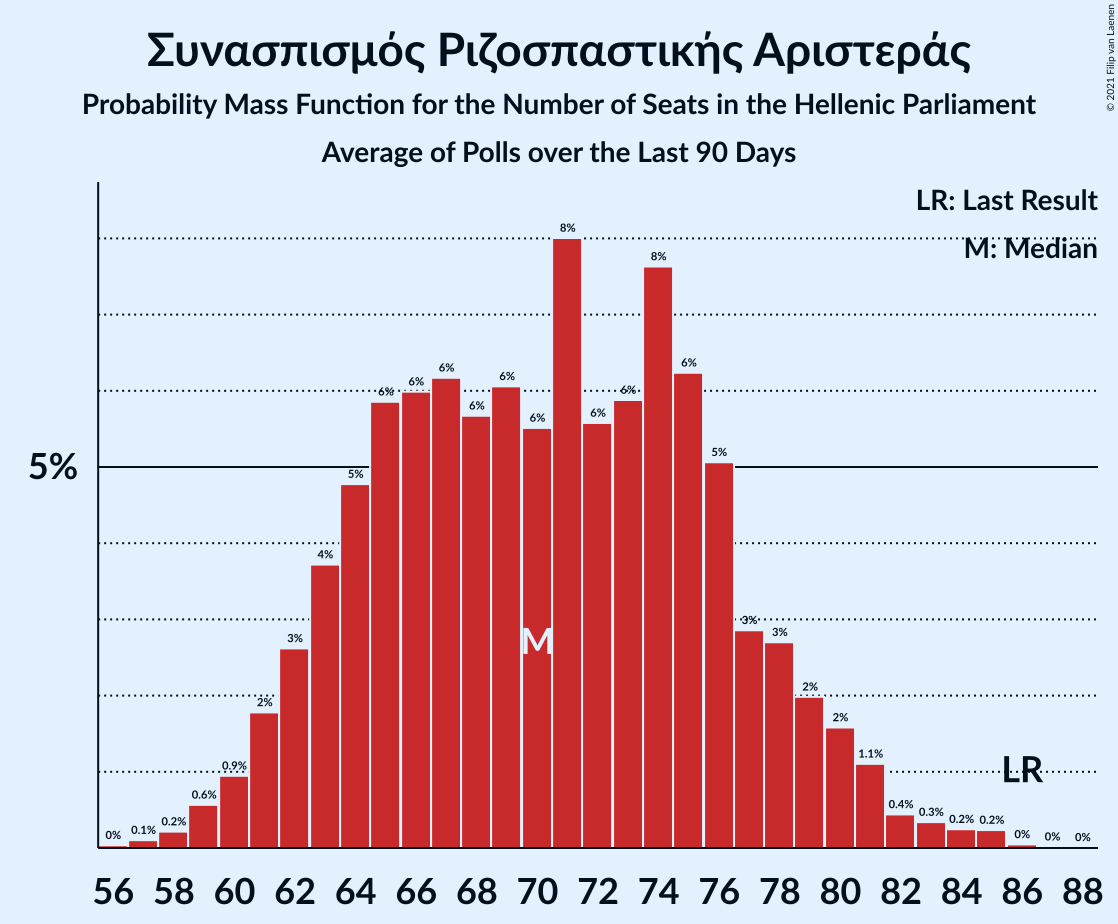 Συνασπισμός Ριζοσπαστικής Αριστεράς
Probability Mass Function for the Number of Seats in the Hellenic Parliament
Average of Polls over the Last 90 Days
© 2021 Filip van Laenen
LR: Last Result
M: Median
5%
0% 0.1% 0.2% 0.6% 0.9% 2% 3% 4% 5% 6% 6% 6% 6% 6% 6% 8% 6% 6% 8% 6% 5% 3% 3% 2% 2% 1.1% 0.4% 0.3% 0.2% 0.2% 0% 0% 0%
M
LR
56 58 60 62 64 66 68 70 72 74 76 78 80 82 84 86 88